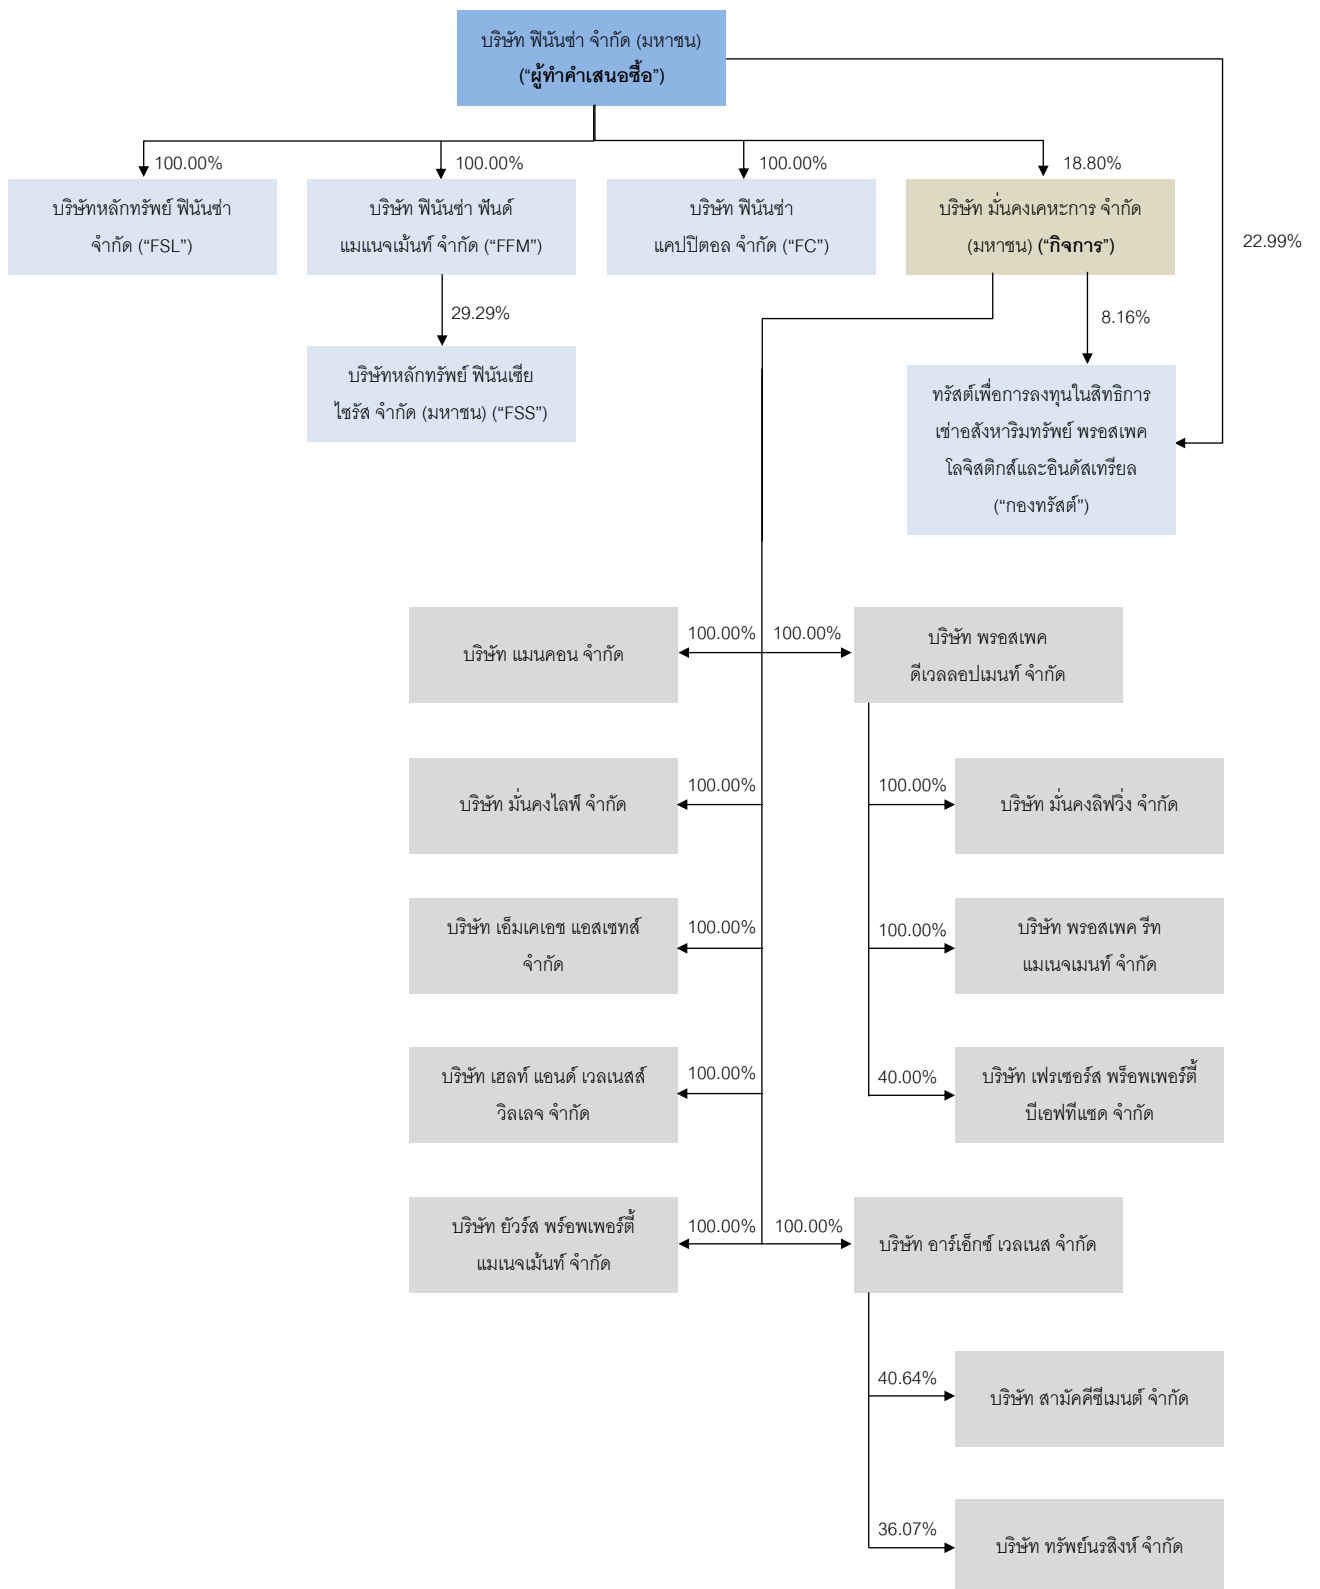 บริษัท ฟินันซ่า จำกัด (มหาชน)
(“ผู้ทำคำเสนอซื้อ”)
100.00%
100.00%
100.00%
18.80%
บริษัทหลักทรัพย์ ฟินันซ่า
จำกัด (“FSL”)
บริษัท ฟินันซ่า ฟันด์
แมแนจเม้นท์ จำกัด (“FFM”)
บริษัท ฟินันซ่า
แคปปิตอล จำกัด (“FC”)
บริษัท มั่นคงเคหะการ จำกัด
(มหาชน) (“กิจการ”)
22.99%
29.29%
8.16%
บริษัทหลักทรัพย์ ฟินันเซีย
ไซรัส จำกัด (มหาชน) (“FSS”)
ทรัสต์เพื่อการลงทุนในสิทธิการ
เช่าอสังหาริมทรัพย์ พรอสเพค
โลจิสติกส์และอินดัสเทรียล
(“กองทรัสต์”)
100.00%
100.00%
บริษัท แมนคอน จำกัด
บริษัท พรอสเพค
ดีเวลลอปเมนท์ จำกัด
100.00%
100.00%
บริษัท มั่นคงไลฟ์ จำกัด
บริษัท มั่นคงลิฟวิ่ง จำกัด
100.00%
100.00%
บริษัท เอ็มเคเอช แอสเซทส์
จำกัด
บริษัท พรอสเพค รีท
แมเนจเมนท์ จำกัด
100.00%
40.00%
บริษัท เฮลท์ แอนด์ เวลเนสส์
วิลเลจ จำกัด
บริษัท เฟรเซอร์ส พร็อพเพอร์ตี้
บีเอฟทีแซด จำกัด
100.00%
100.00%
บริษัท ยัวร์ส พร์อพเพอร์ตี้
แมเนจเม้นท์ จำกัด
บริษัท อาร์เอ็กซ์ เวลเนส จำกัด
40.64%
บริษัท สามัคคีซีเมนต์ จำกัด
36.07%
บริษัท ทรัพย์นรสิงห์ จำกัด